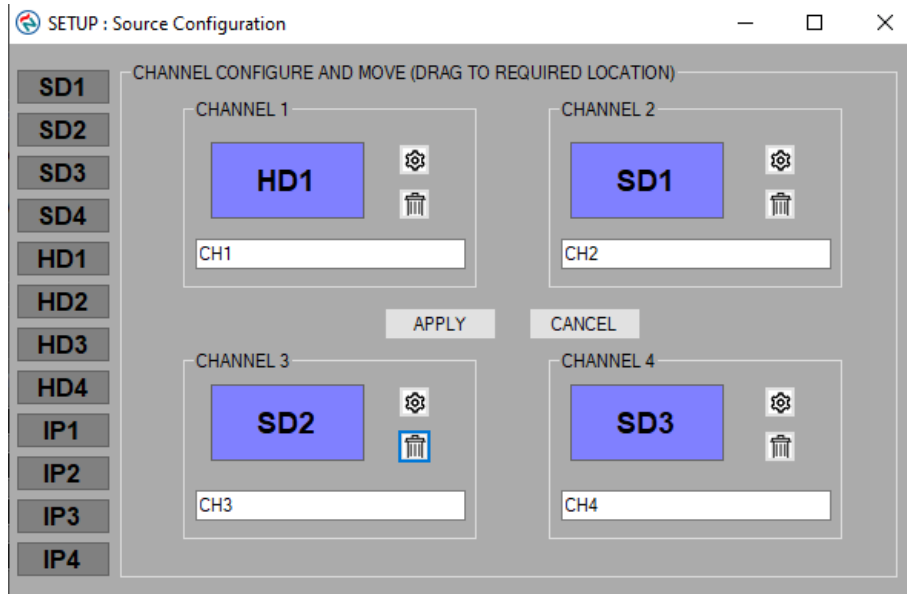 SETUP : Source Configuration
SD1
SD2
SD3
SD4
HD1
HD2
HD3
HD4
IP1
IP2
IP3
IP4
CHANNEL CONFIGURE AND MOVE (DRAG TO REQUIRED LOCATION)
CHANNEL 1
HD1
CH1
CHANNEL 2
SD1
CH2
APPLY
CANCEL
CHANNEL 3
SD2
CH3
CHANNEL 4
SD3
CH4